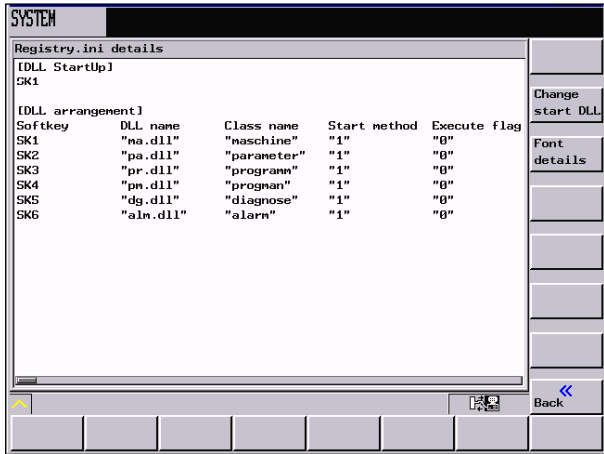 SYSTEM
Registry.ini details
[DLL StartUp]
SK1
[DLL arrangement]
Softkey DLL name Class name Start method Execute flag
SK1 "ma.dll" "maschine" "1" "0"
SK2 "pa.dll" "parameter" "1" "0"
SK3 "pr.dll" "programm" "1" "0"
SK4 "pm.dll" "progman" "1" "0"
SK5 "dg.dll" "diagnose" "1" "0"
SK6 "alm.dll" "alarm" "1" "0"
Change
start DLL
Font
details
Back